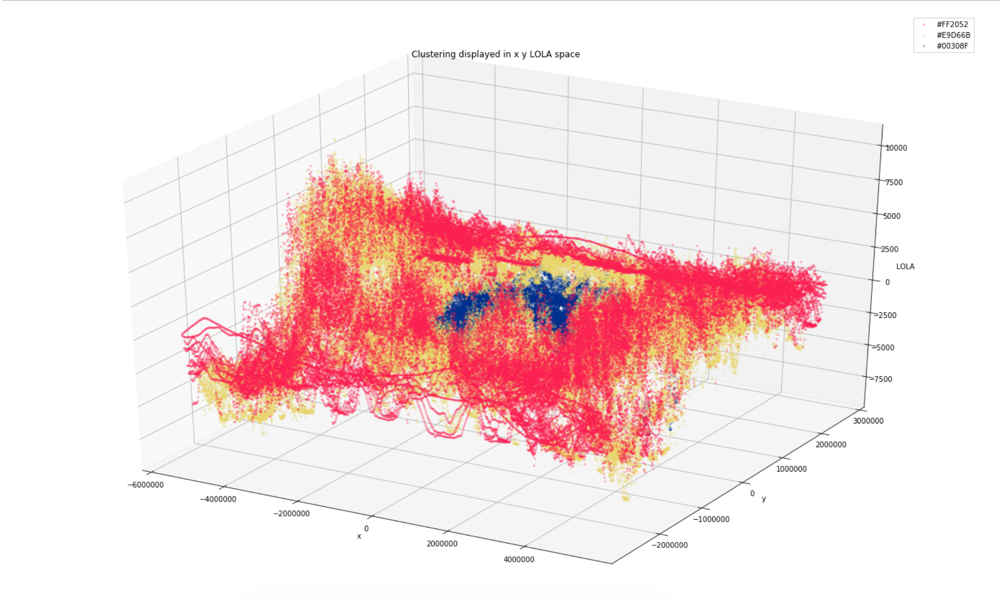 #FF2052
#E9D66B
#00308F
Clustering displayed in x y LOLA space
10000
7500
5000
2500
LOLA
0
−2500
−5000
−7500
3000000
2000000
1000000
0
y
−1000000
−2000000
−6000000
−4000000
−2000000
0
x
2000000
4000000